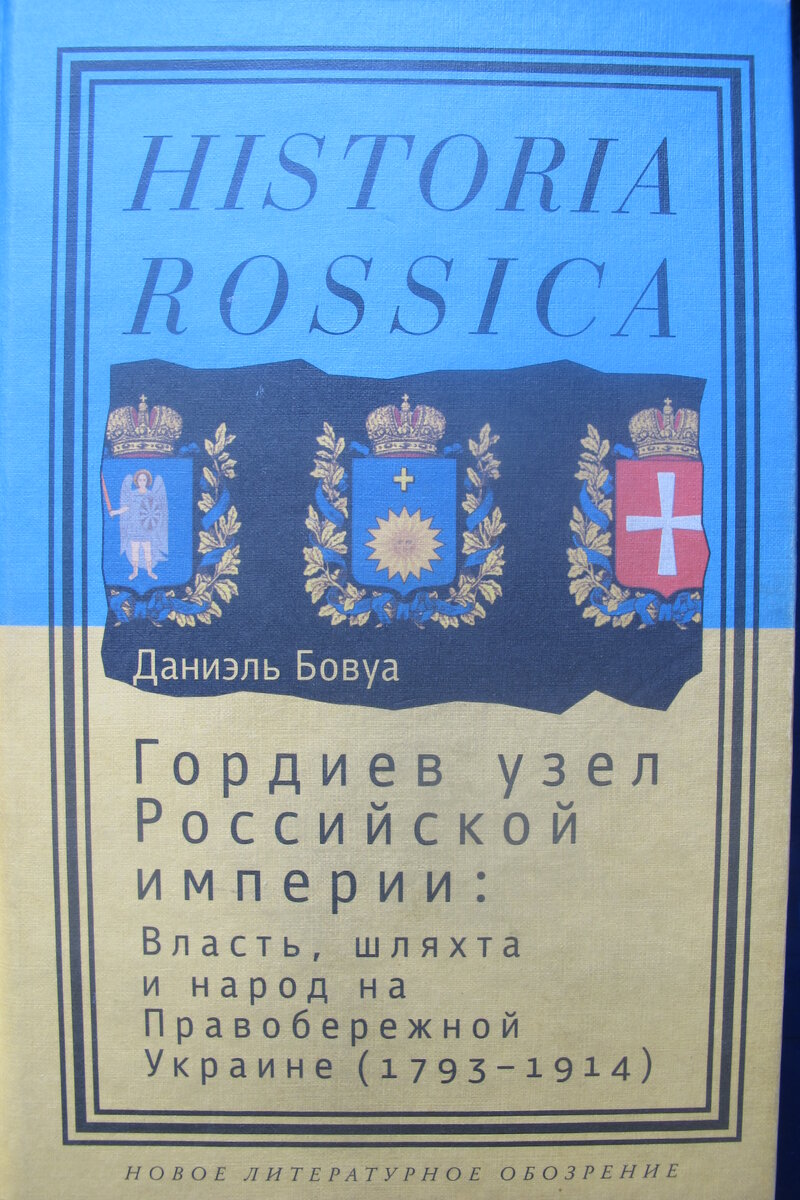 HISTORIA
ROSSICA
Даниэль Бовуа
Гордиев узел
Российской
империи:
Власть, шляхта
и народ на
Правобережной
Украине (1793–1914)
НОВОЕ ЛИТЕРАТУРНОЕ ОБОЗРЕНИЕ